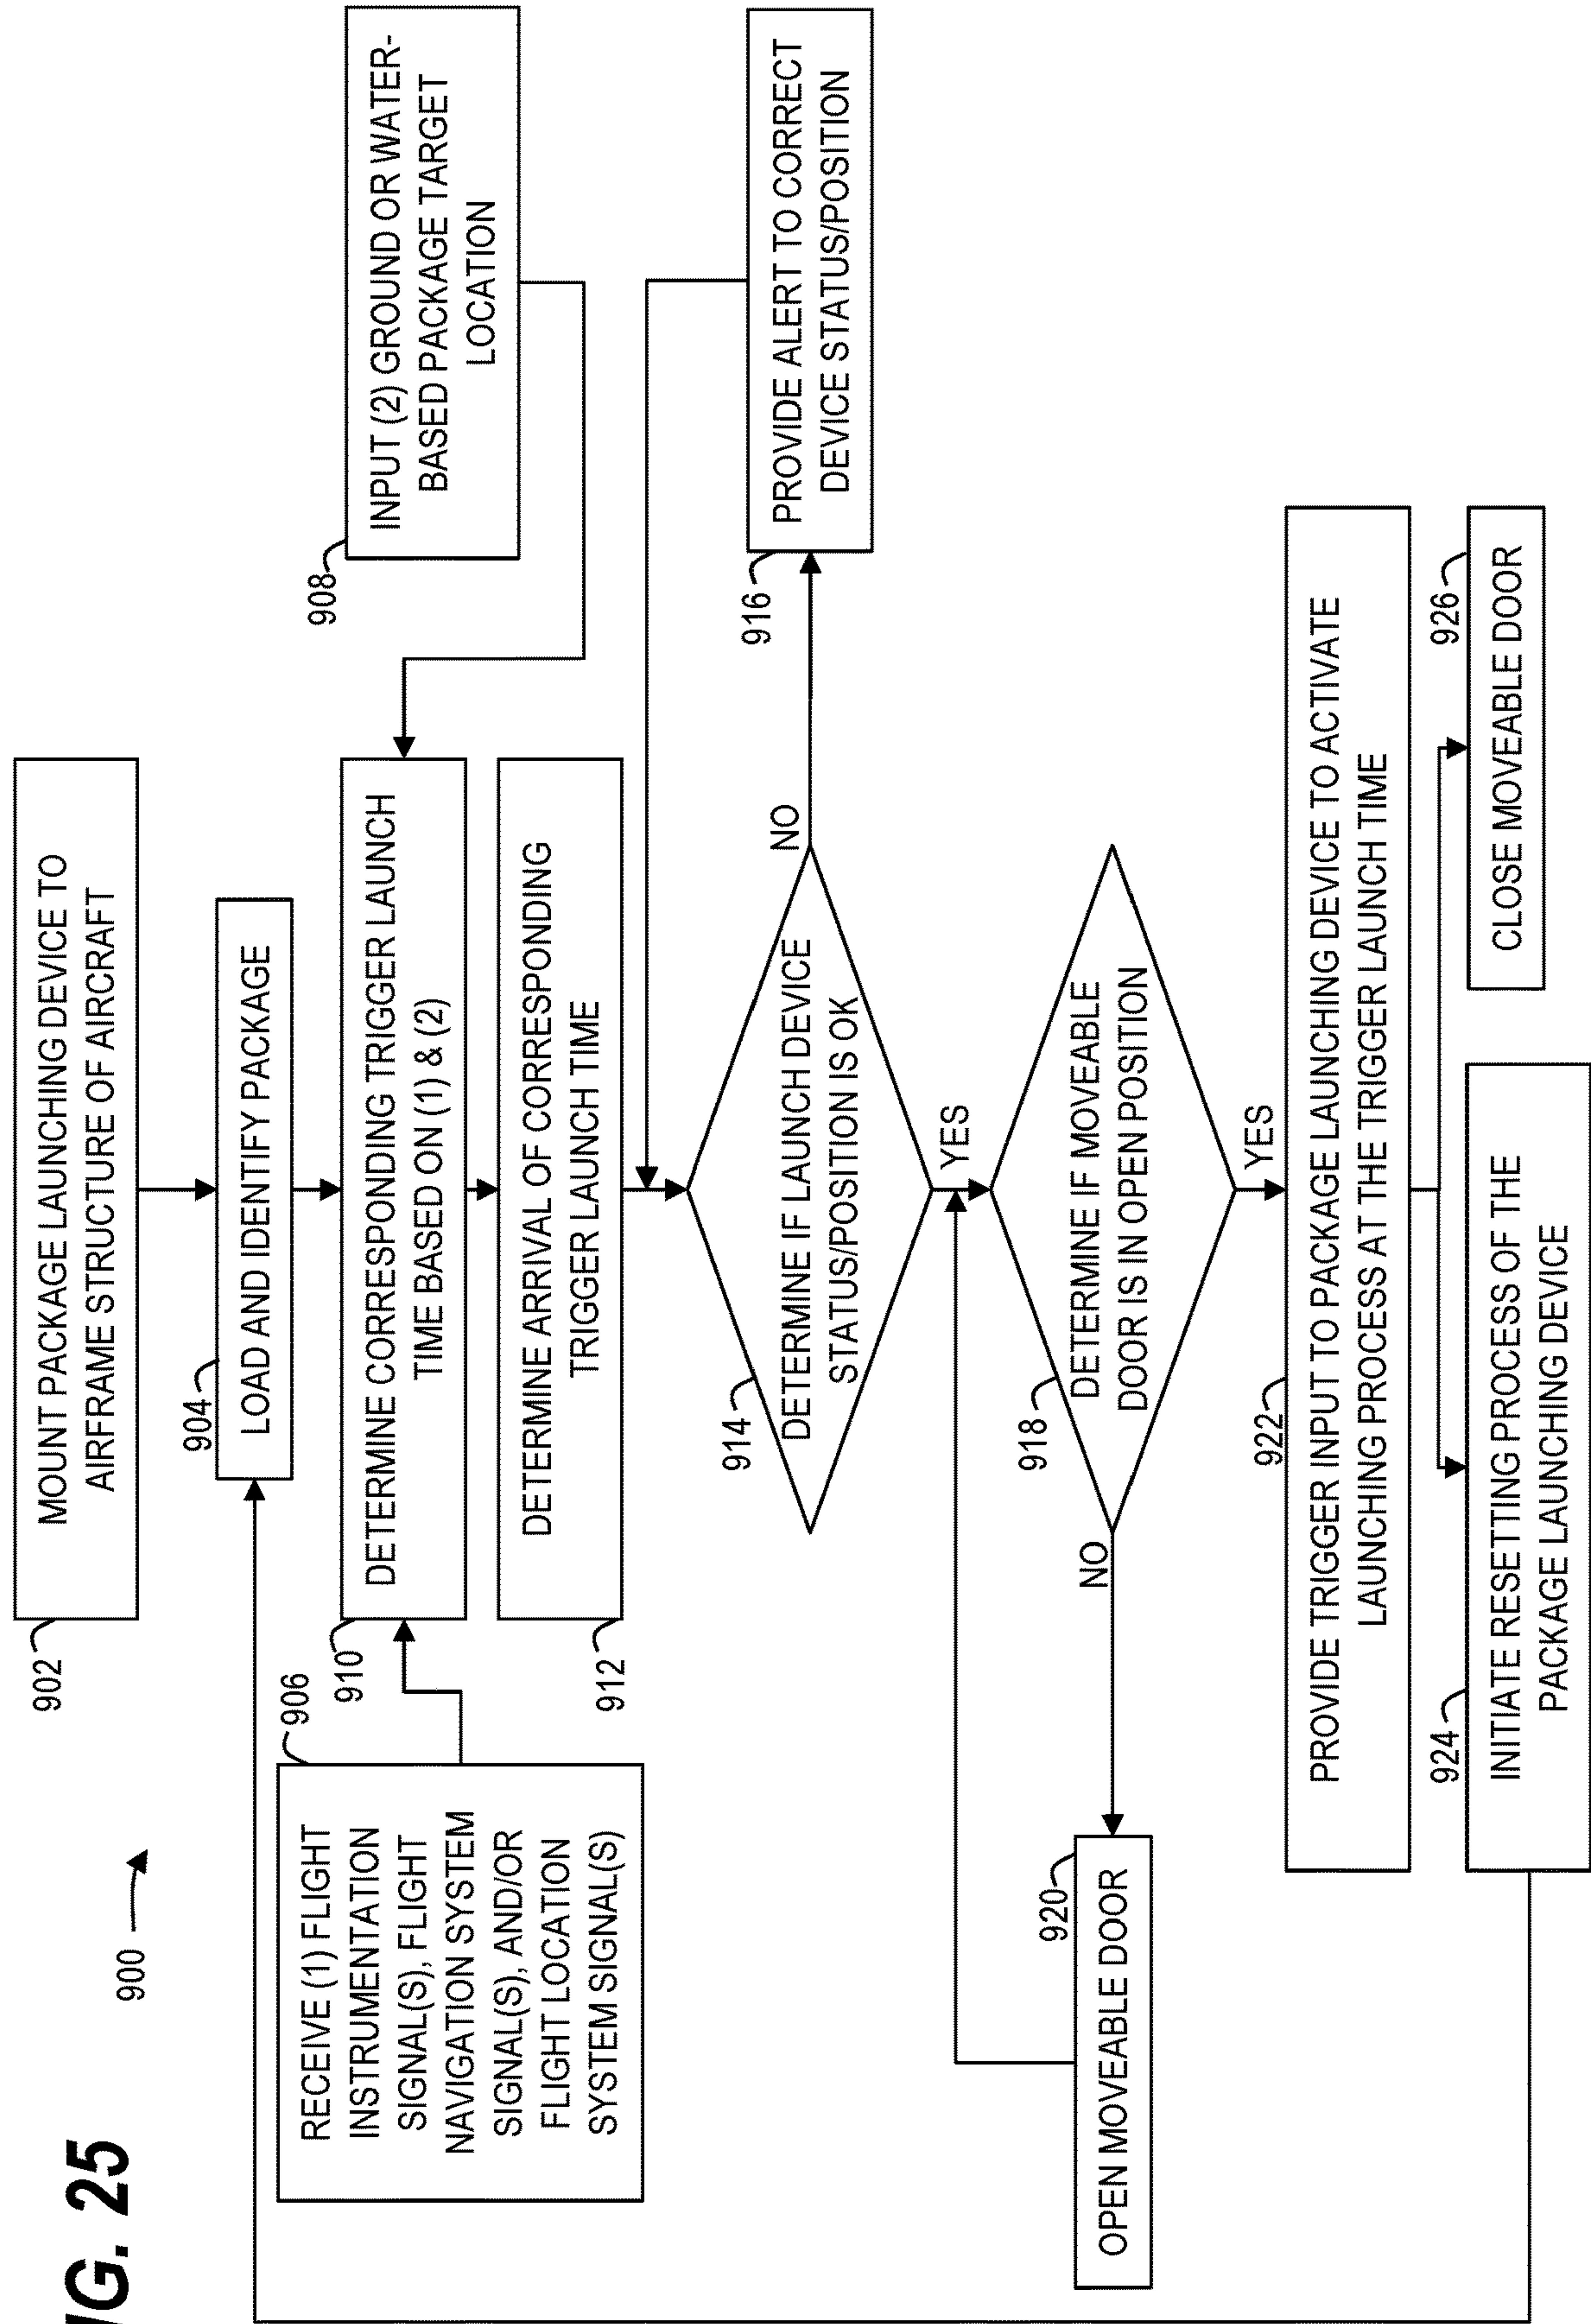 IG. 25
900
902
MOUNT PACKAGE LAUNCHING DEVICE TO
AIRFRAME STRUCTURE OF AIRCRAFT
904
LOAD AND IDENTIFY PACKAGE
906
RECEIVE (1) FLIGHT
INSTRUMENTATION
SIGNAL(S), FLIGHT
NAVIGATION SYSTEM
SIGNAL(S), AND/OR
FLIGHT LOCATION
SYSTEM SIGNAL(S)
908
INPUT (2) GROUND OR WATER-
BASED PACKAGE TARGET
LOCATION
910
DETERMINE CORRESPONDING TRIGGER LAUNCH
TIME BASED ON (1) & (2)
912
DETERMINE ARRIVAL OF CORRESPONDING
TRIGGER LAUNCH TIME
914
DETERMINE IF LAUNCH DEVICE
STATUS/POSITION IS OK
NO
916
PROVIDE ALERT TO CORRECT
DEVICE STATUS/POSITION
YES
918
DETERMINE IF MOVEABLE
DOOR IS IN OPEN POSITION
NO
920
OPEN MOVEABLE DOOR
YES
922
PROVIDE TRIGGER INPUT TO PACKAGE LAUNCHING DEVICE TO ACTIVATE
LAUNCHING PROCESS AT THE TRIGGER LAUNCH TIME
924
INITIATE RESETTING PROCESS OF THE
PACKAGE LAUNCHING DEVICE
926
CLOSE MOVEABLE DOOR